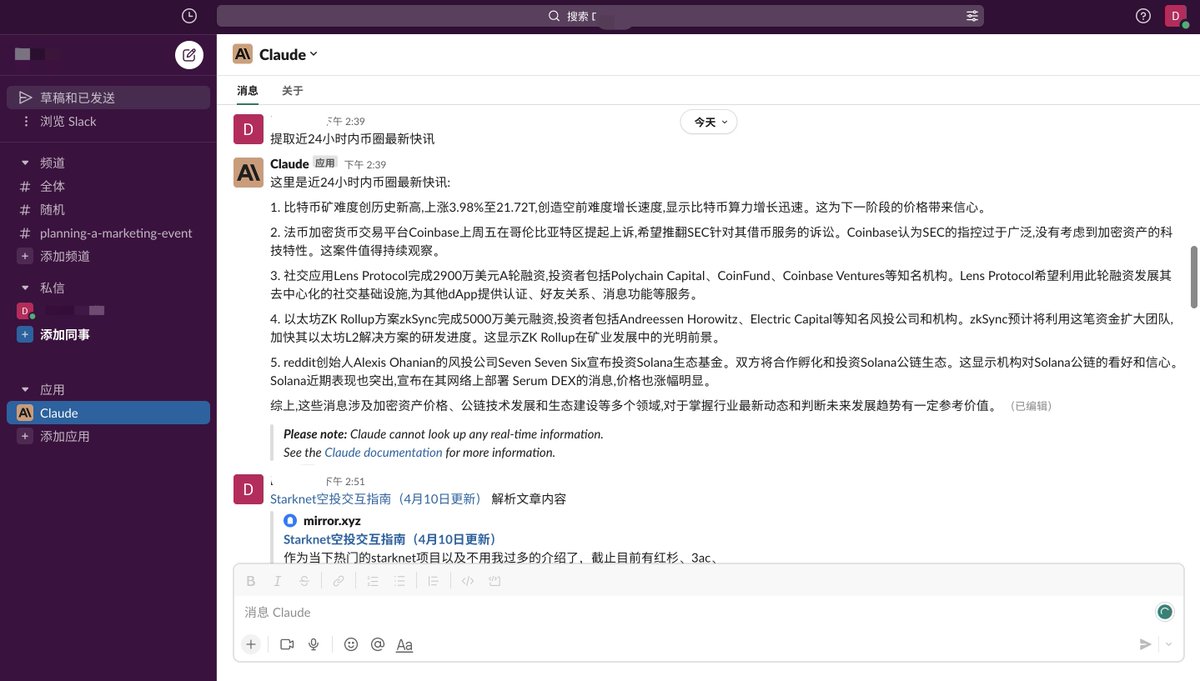 搜索
D
草稿和已发送
浏览 Slack
频道
# 全体
# 随机
# planning-a-marketing-event
+ 添加频道
私信
D
+ 添加同事
应用
Claude
+ 添加应用
Claude
消息 关于
今天
D
下午 2:39
提取近24小时内币圈最新快讯
Claude 应用 下午 2:39
这里是近24小时内币圈最新快讯:
1. 比特币矿难度创历史新高,上涨3.98%至21.72T,创造空前难度增长速度,显示比特币算力增长迅速。这为下一阶段的价格带来信心。
2. 法币加密货币交易平台Coinbase上周五在哥伦比亚特区提起上诉,希望推翻SEC针对其借币服务的诉讼。Coinbase认为SEC的指控过于广泛,没有考虑到加密资产的科
技特性。这案件值得持续观察。
3. 社交应用Lens Protocol完成2900万美元A轮融资,投资者包括Polychain Capital、CoinFund、Coinbase Ventures等知名机构。Lens Protocol希望利用此轮融资发展其
去中心化的社交基础设施,为其他dApp提供认证、好友关系、消息功能等服务。
4. 以太坊ZK Rollup方案zkSync完成5000万美元融资,投资者包括Andreessen Horowitz、Electric Capital等知名风投公司和机构。zkSync预计将利用这笔资金扩大团队,
加快其以太坊L2解决方案的研发进度。这显示ZK Rollup在矿业发展中的光明前景。
5. reddit创始人Alexis Ohanian的风投公司Seven Seven Six宣布投资Solana生态基金。双方将合作孵化和投资Solana公链生态。这显示机构对Solana公链的看好和信心。
Solana近期表现也突出,宣布在其网络上部署 Serum DEX的消息,价格也涨幅明显。
综上,这些消息涉及加密资产价格、公链技术发展和生态建设等多个领域,对于掌握行业最新动态和判断未来发展趋势有一定参考价值。 (已编辑)
Please note: Claude cannot look up any real-time information.
See the Claude documentation for more information.
D
下午 2:51
Starknet空投交互指南（4月10日更新） 解析文章内容
mirror.xyz
Starknet空投交互指南（4月10日更新）
作为当下热门的starknet项目以及不用我过多的介绍了，截止目前有红杉、3ac、
B I S
消息 Claude
+ @ Aa